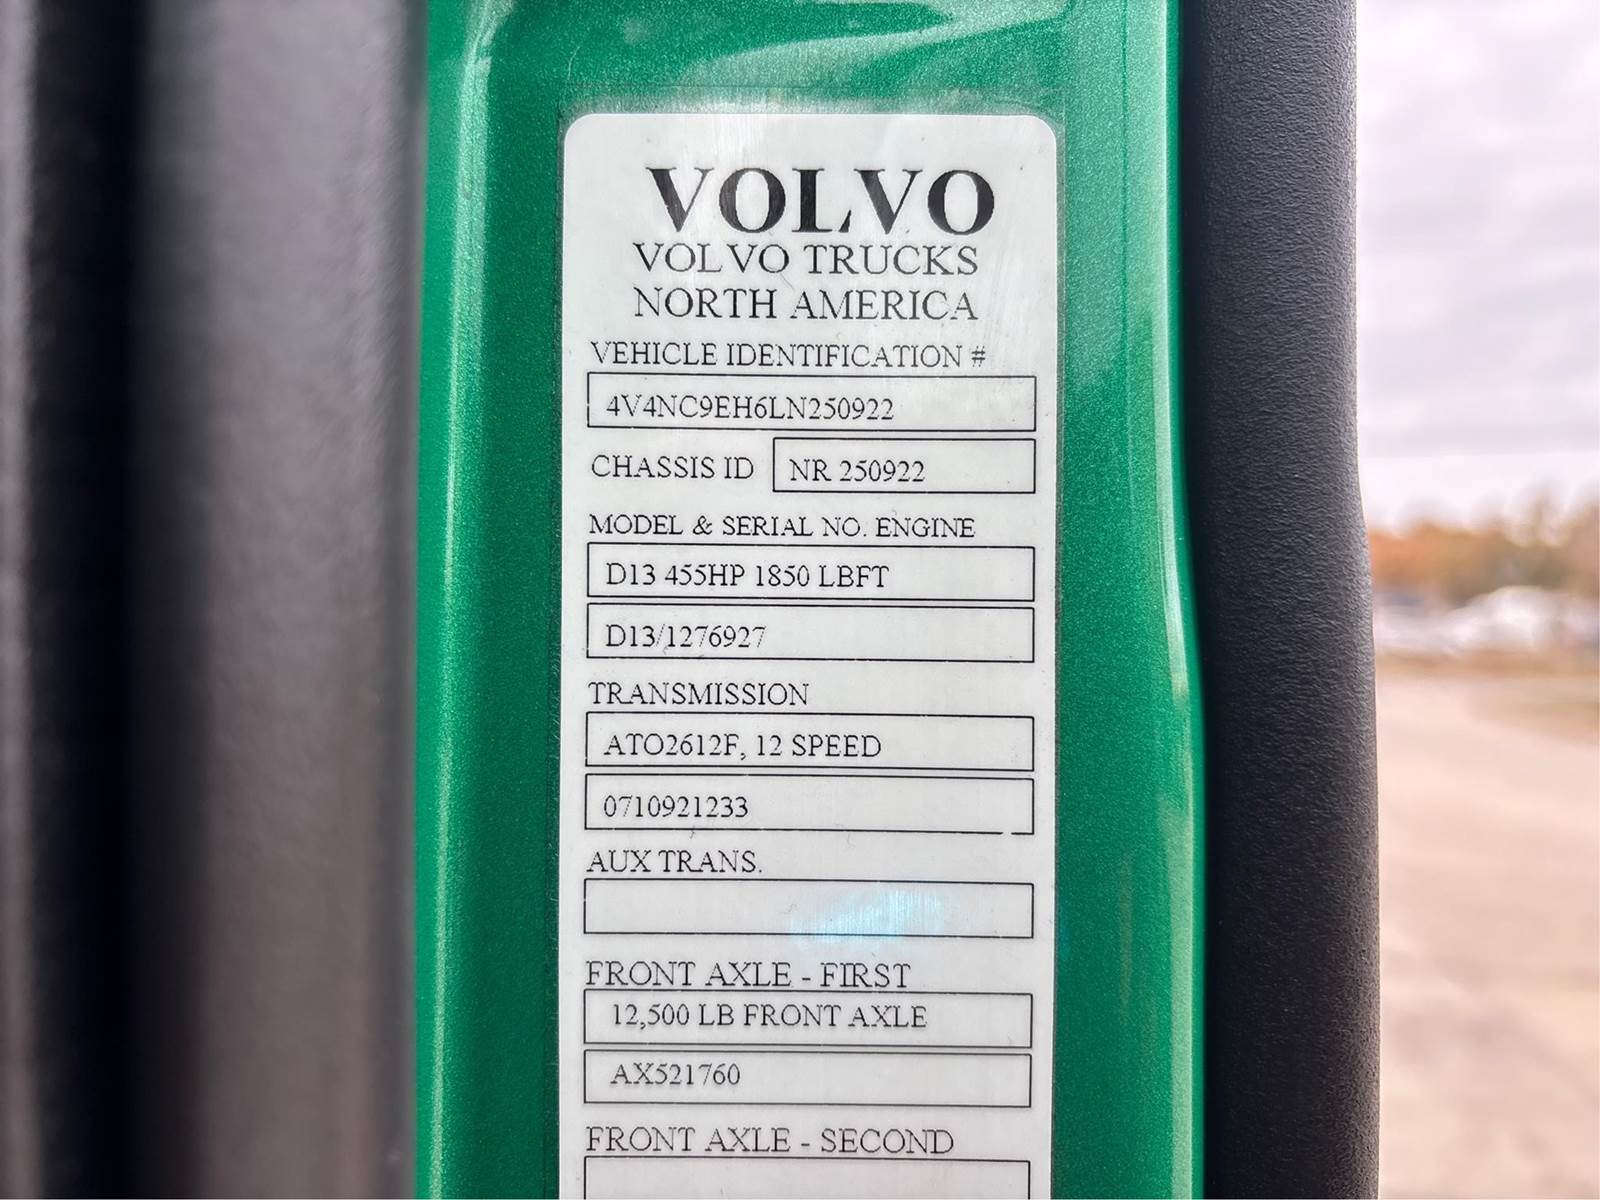 VOLVO
VOLVO TRUCKS
NORTH AMERICA
VEHICLE IDENTIFICATION #
4V4NC9EH6LN250922
CHASSIS ID NR 250922
MODEL & SERIAL NO. ENGINE
D13 455HP 1850 LBFT
D13/1276927
TRANSMISSION
ATO2612F, 12 SPEED
0710921233
AUX TRANS.
FRONT AXLE - FIRST
12,500 LB FRONT AXLE
AX521760
FRONT AXLE - SECOND